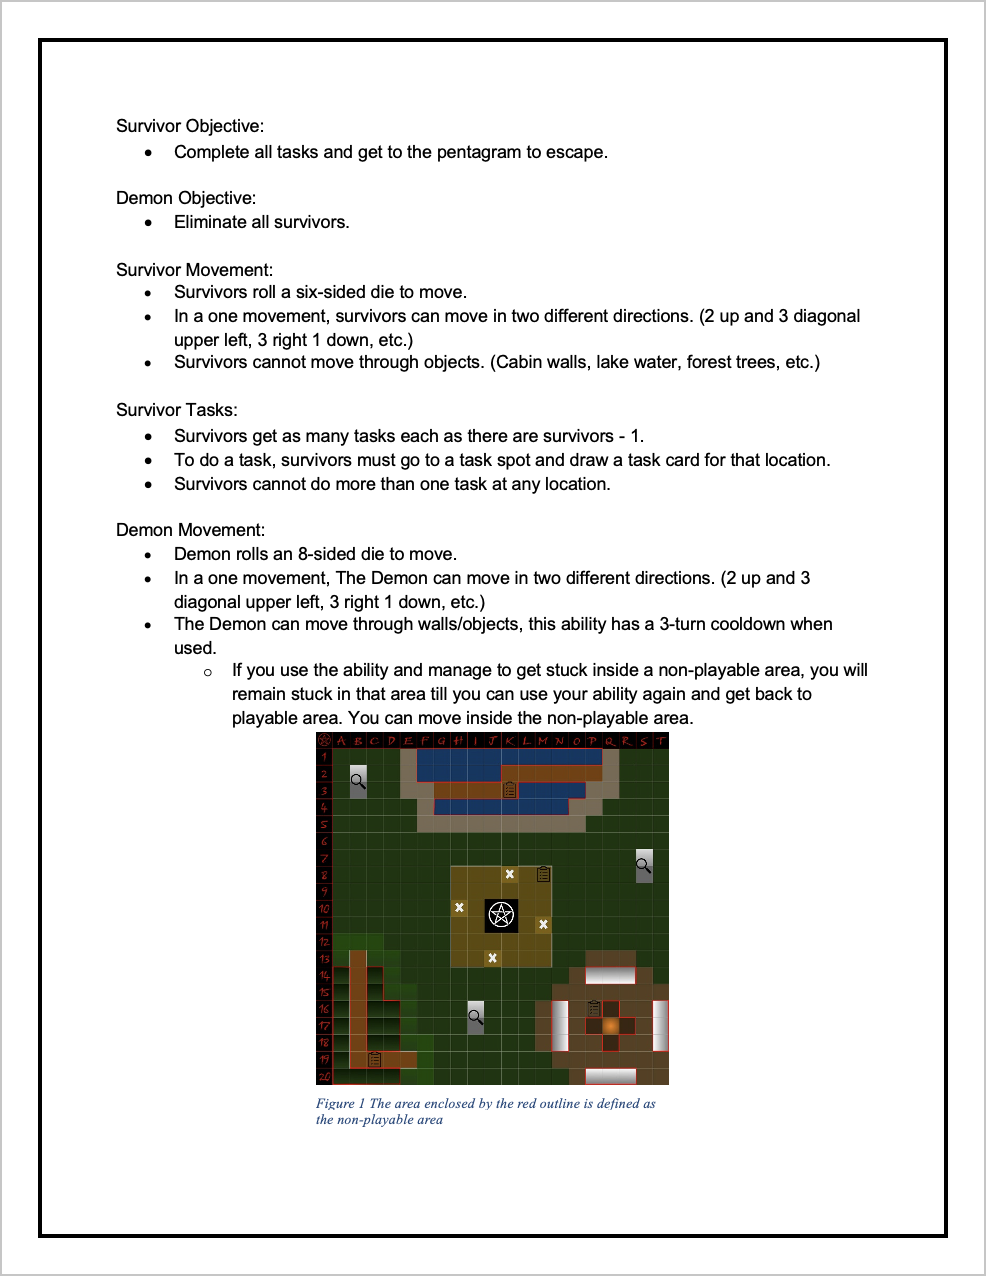 Survivor Objective:
• Complete all tasks and get to the pentagram to escape.
Demon Objective:
• Eliminate all survivors.
Survivor Movement:
• Survivors roll a six-sided die to move.
• In a one movement, survivors can move in two different directions. (2 up and 3 diagonal
upper left, 3 right 1 down, etc.)
• Survivors cannot move through objects. (Cabin walls, lake water, forest trees, etc.)
Survivor Tasks:
• Survivors get as many tasks each as there are survivors - 1.
• To do a task, survivors must go to a task spot and draw a task card for that location.
• Survivors cannot do more than one task at any location.
Demon Movement:
• Demon rolls an 8-sided die to move.
• In a one movement, The Demon can move in two different directions. (2 up and 3
diagonal upper left, 3 right 1 down, etc.)
• The Demon can move through walls/objects, this ability has a 3-turn cooldown when
used.
o If you use the ability and manage to get stuck inside a non-playable area, you will
remain stuck in that area till you can use your ability again and get back to
playable area. You can move inside the non-playable area.
A B C D E F G H I J K L M N O P Q R S T
1
2
3
4
5
6
7
8
9
10
11
12
13
14
15
16
17
18
19
20
Figure 1 The area enclosed by the red outline is defined as
the non-playable area